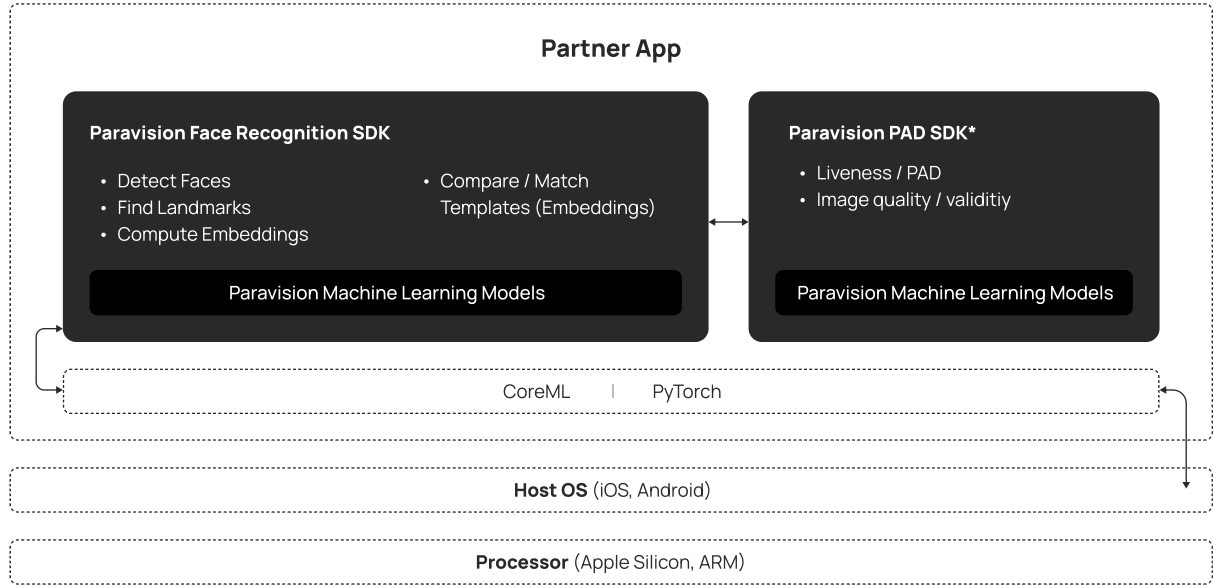 Partner App
Paravision Face Recognition SDK
• Detect Faces
• Find Landmarks
• Compute Embeddings
• Compare / Match
Templates (Embeddings)
Paravision Machine Learning Models
Paravision PAD SDK*
• Liveness / PAD
• Image quality / validitiy
Paravision Machine Learning Models
CoreML | PyTorch
Host OS (iOS, Android)
Processor (Apple Silicon, ARM)